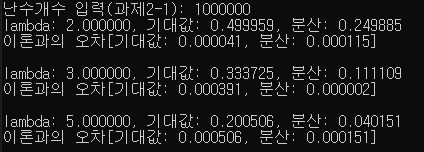 난수개수 입력(과제2-1): 1000000
lambda: 2.000000, 기대값: 0.499959, 분산: 0.249885
이론과의 오차[기대값: 0.000041, 분산: 0.000115]
lambda: 3.000000, 기대값: 0.333725, 분산: 0.111109
이론과의 오차[기대값: 0.000391, 분산: 0.000002]
lambda: 5.000000, 기대값: 0.200506, 분산: 0.040151
이론과의 오차[기대값: 0.000506, 분산: 0.000151]